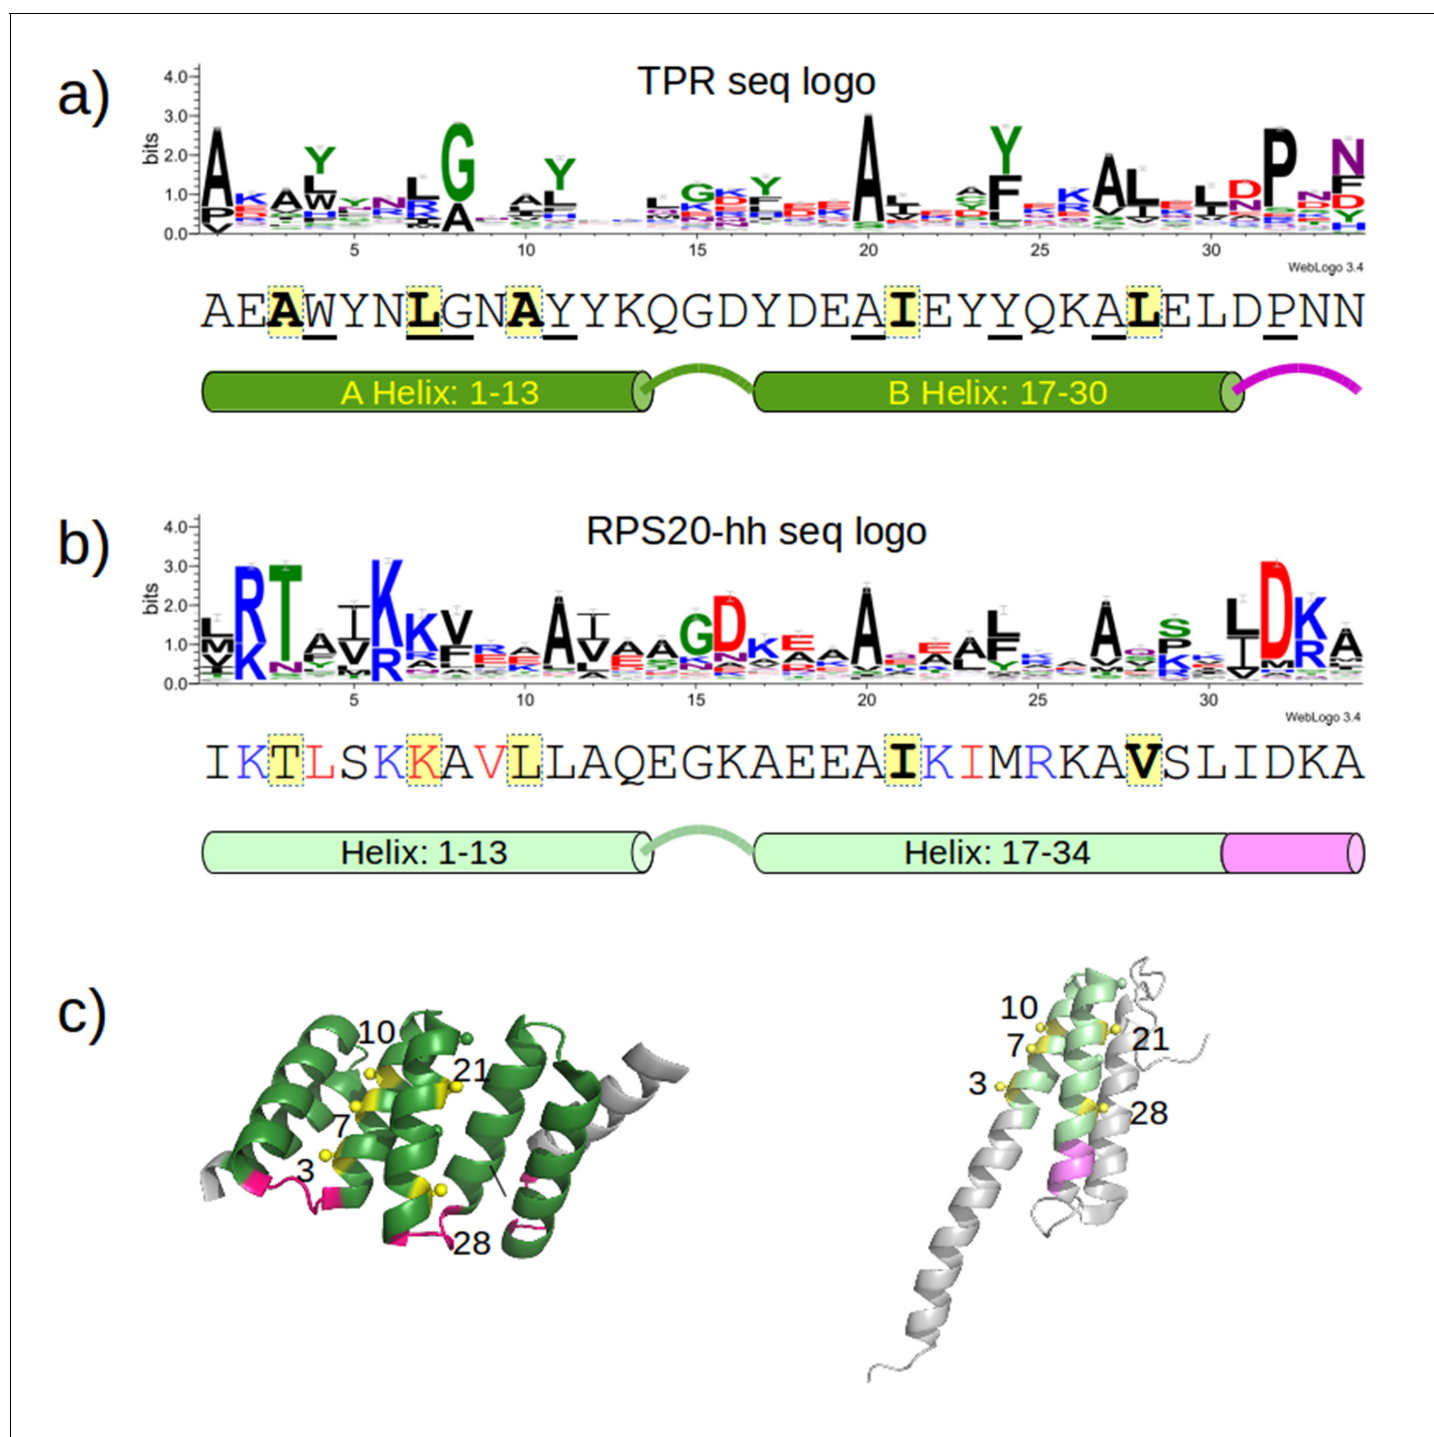 a)
TPR seq logo
bits
4.0
3.0
2.0
1.0
0.0
5 10 15 20 25 30
WebLogo 3.4
AEAWYNLGNAYYKQGDYDEAIEYYQKALELDPNN
A Helix: 1-13
B Helix: 17-30
b)
RPS20-hh seq logo
bits
4.0
3.0
2.0
1.0
0.0
5 10 15 20 25 30
WebLogo 3.4
IKTLSKKAVLLAQEGKAEEAIKIMRKAVSLIDKA
Helix: 1-13
Helix: 17-34
c)
10
21
7
3
28
10
7
21
3
28